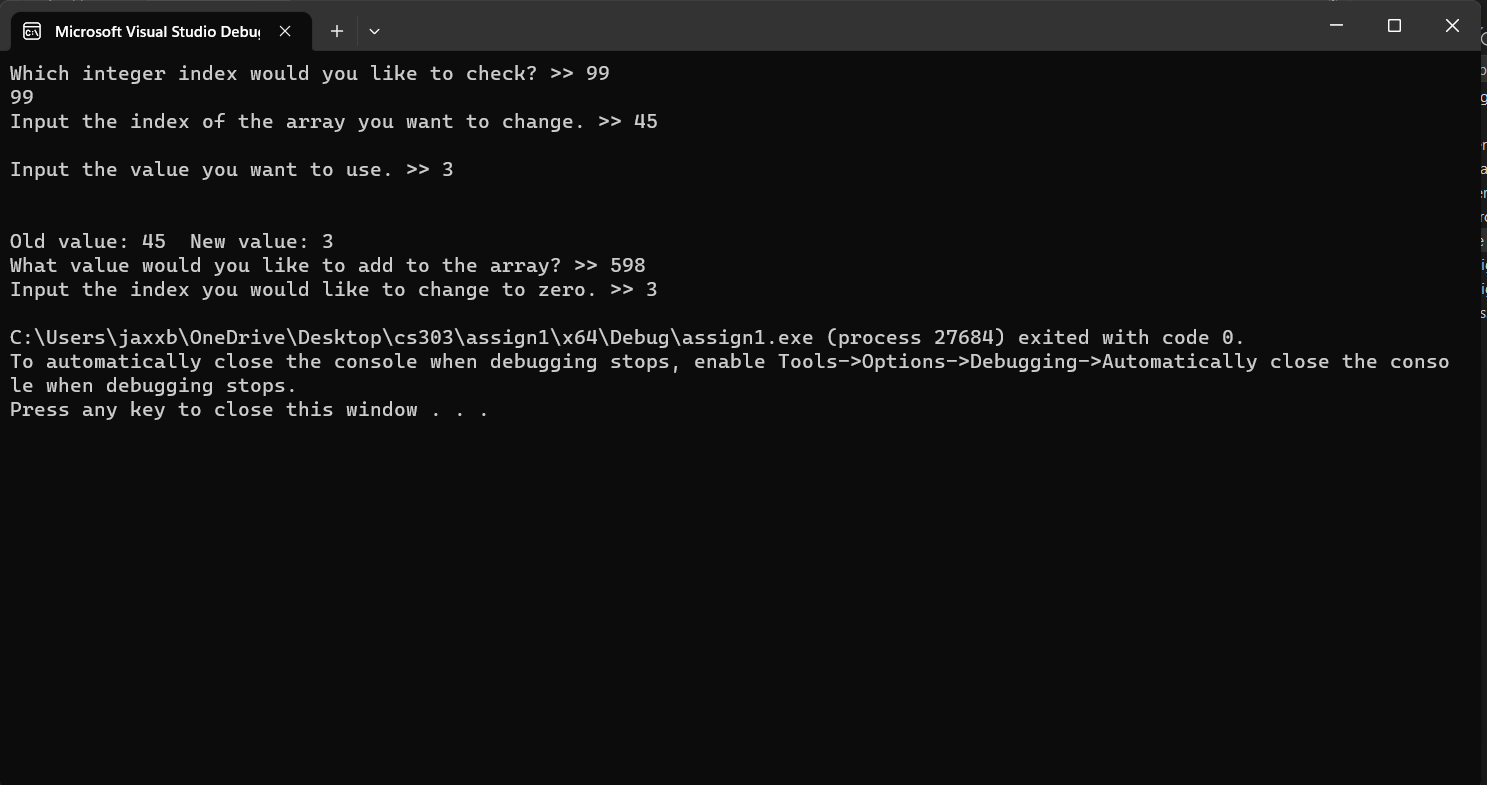 Microsoft Visual Studio Debug
Which integer index would you like to check? >> 99
99
Input the index of the array you want to change. >> 45
Input the value you want to use. >> 3
Old value: 45  New value: 3
What value would you like to add to the array? >> 598
Input the index you would like to change to zero. >> 3
C:\Users\jaxxb\OneDrive\Desktop\cs303\assign1\x64\Debug\assign1.exe (process 27684) exited with code 0.
To automatically close the console when debugging stops, enable Tools->Options->Debugging->Automatically close the conso
le when debugging stops.
Press any key to close this window . . .